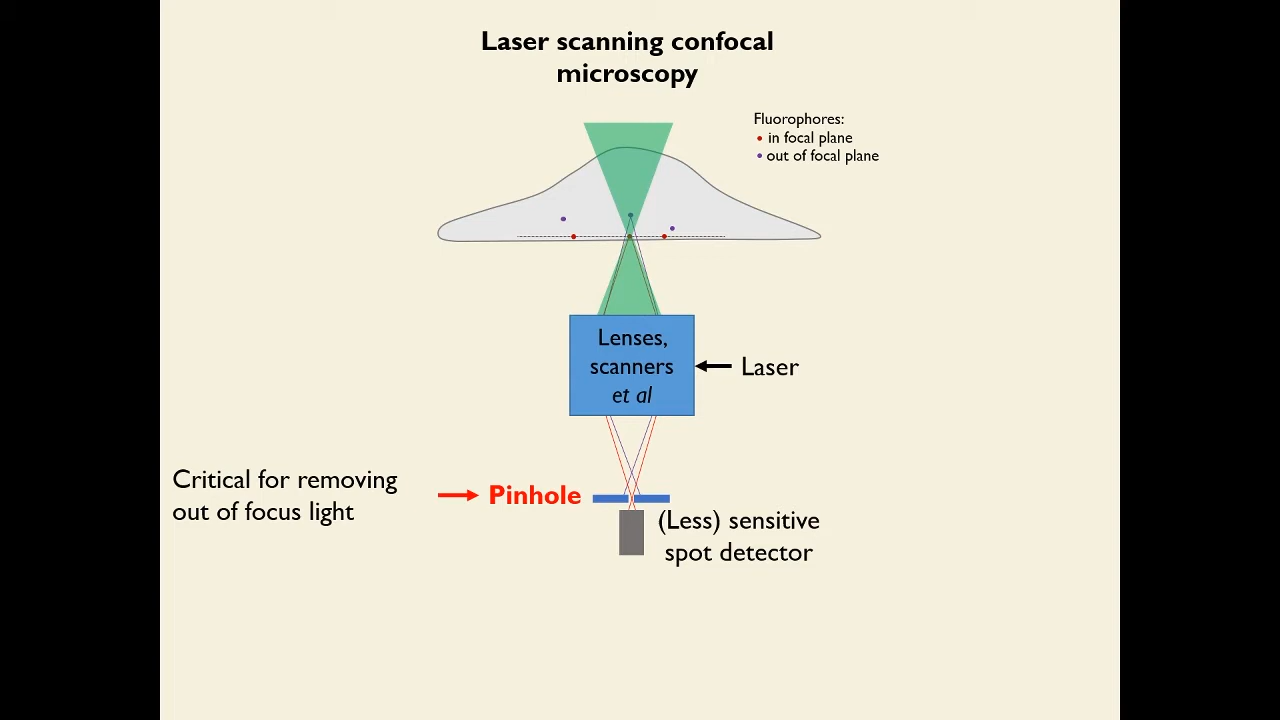 Laser scanning confocal
microscopy
Fluorophores:
in focal plane
out of focal plane
Lenses,
scanners
et al
Laser
Critical for removing
out of focus light
Pinhole
(Less) sensitive
spot detector